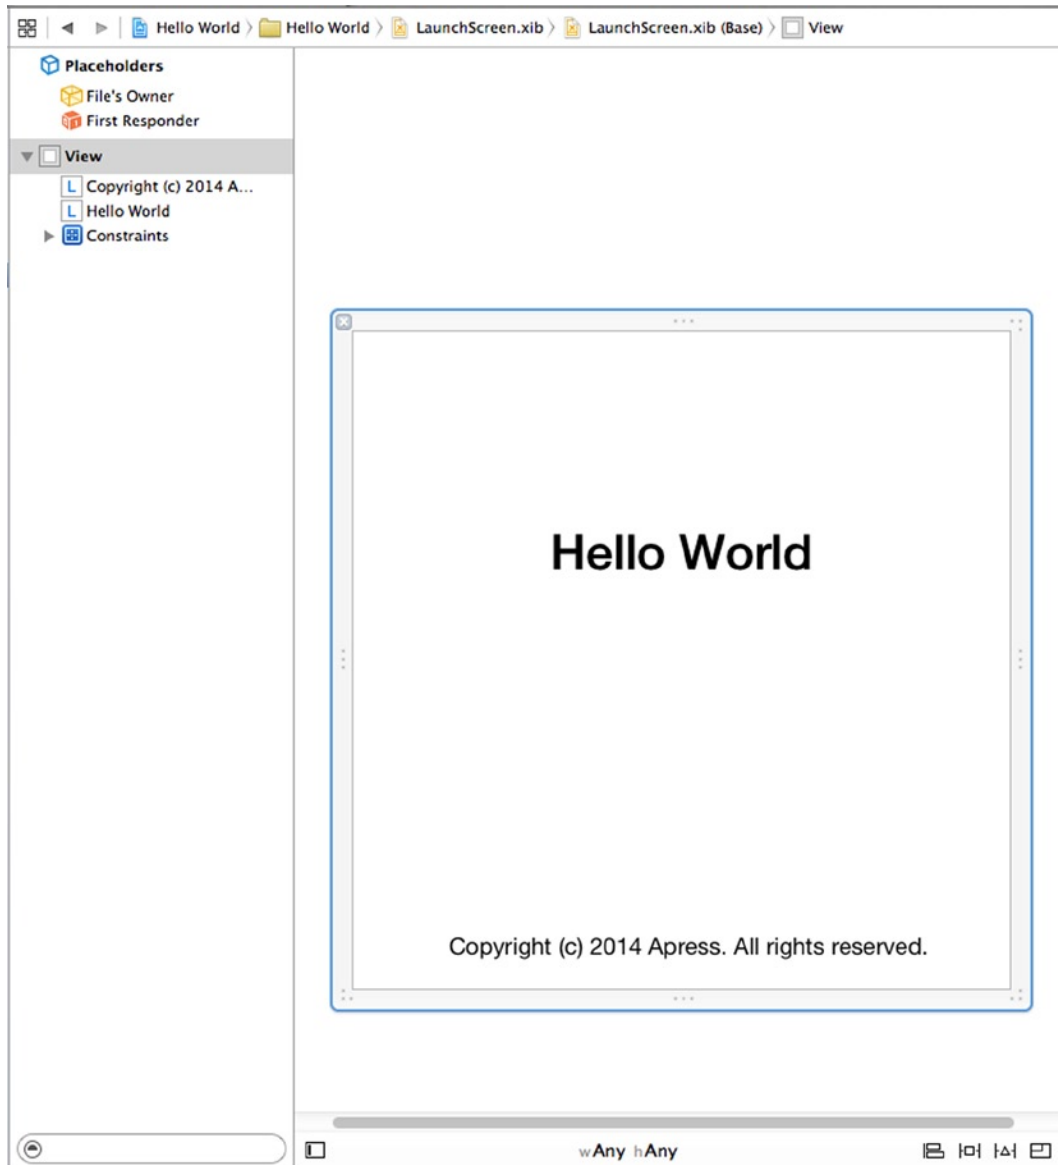 Hello World Hello World LaunchScreen.xib LaunchScreen.xib (Base) View
Placeholders
File's Owner
First Responder
View
L Copyright (c) 2014 A...
L Hello World
Constraints
Hello World
Copyright (c) 2014 Apress. All rights reserved.
wAny hAny